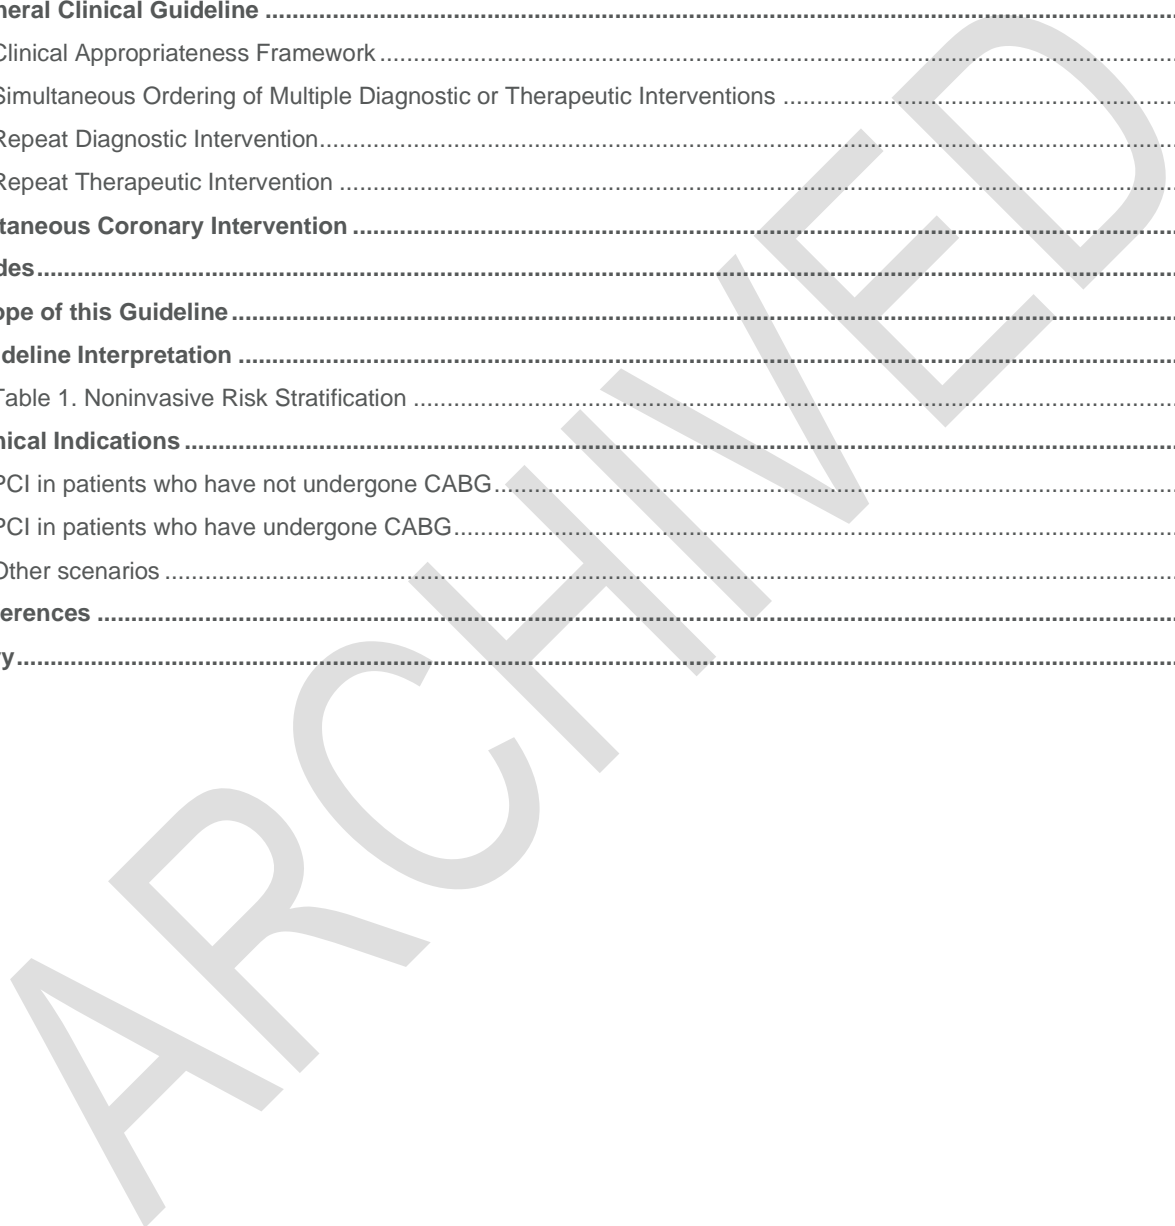 neral Clinical Guideline ........................................................................................................
Clinical Appropriateness Framework ........................................................................................................
Simultaneous Ordering of Multiple Diagnostic or Therapeutic Interventions ........................................................................................................
Repeat Diagnostic Intervention........................................................................................................
Repeat Therapeutic Intervention ........................................................................................................
taneous Coronary Intervention ........................................................................................................
des........................................................................................................
ope of this Guideline ........................................................................................................
ideline Interpretation ........................................................................................................
Table 1. Noninvasive Risk Stratification ........................................................................................................
nical Indications ........................................................................................................
PCI in patients who have not undergone CABG........................................................................................................
PCI in patients who have undergone CABG........................................................................................................
Other scenarios ........................................................................................................
erences ........................................................................................................
y........................................................................................................
ARCHIVED